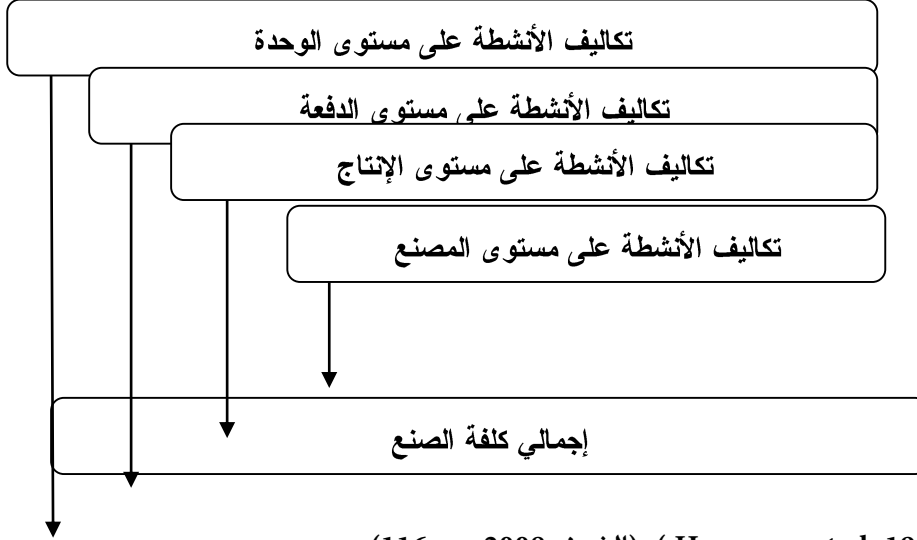 تكاليف الأنشطة على مستوى الوحدة
تكاليف الأنشطة على مستوى الدفعة
تكاليف الأنشطة على مستوى الإنتاج
تكاليف الأنشطة على مستوى المصنع
إجمالي كلفة الصنع